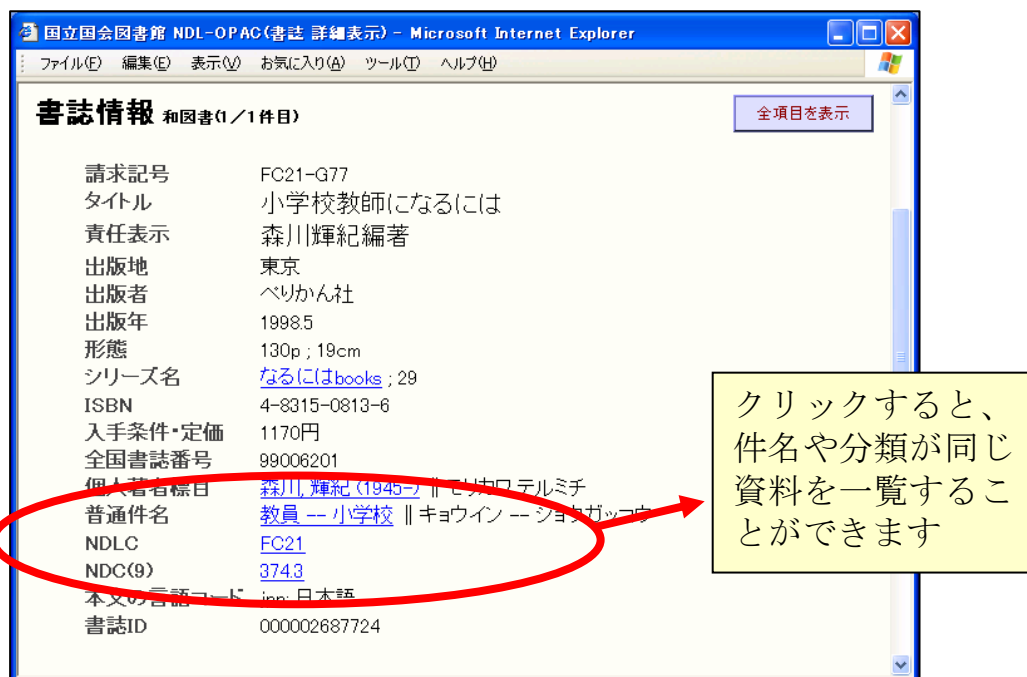 国立国会図書館 NDL-OPAC(書誌 詳細表示) - Microsoft Internet Explorer
ファイル(F) 編集(E) 表示(V) お気に入り(A) ツール(T) ヘルプ(H)
書誌情報 和図書(1/1件目)
全項目を表示
請求記号 FC21-G77
タイトル 小学校教師になるには
責任表示 森川輝紀編著
出版地 東京
出版者 ぺりかん社
出版年 1998.5
形態 130p ; 19cm
シリーズ名 なるにはbooks ; 29
ISBN 4-8315-0813-6
入手条件・定価 1170円
全国書誌番号 99006201
個人著者標目 森川, 輝紀 (1945-) ∥ モリカワ テルミチ
普通件名 教員 -- 小学校 ∥ キョウイン -- ショウガッコウ
NDLC FC21
NDC(9) 374.3
本文の言語コード jpn: 日本語
書誌ID 000002687724
クリックすると、
件名や分類が同じ
資料を一覧するこ
とができます